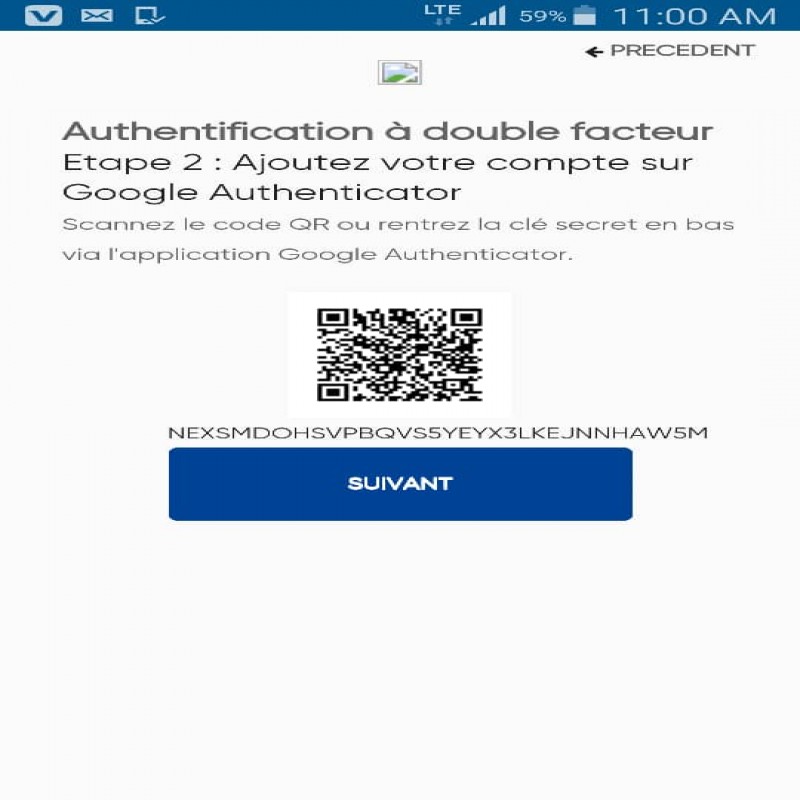 LTE 59% 11:00 AM
← PRECEDENT
Authentification à double facteur
Etape 2 : Ajoutez votre compte sur
Google Authenticator
Scannez le code QR ou rentrez la clé secret en bas
via l'application Google Authenticator.
NEXSMDOHSVPBQVS5YEYX3LKEJNNHAW5M
SUIVANT